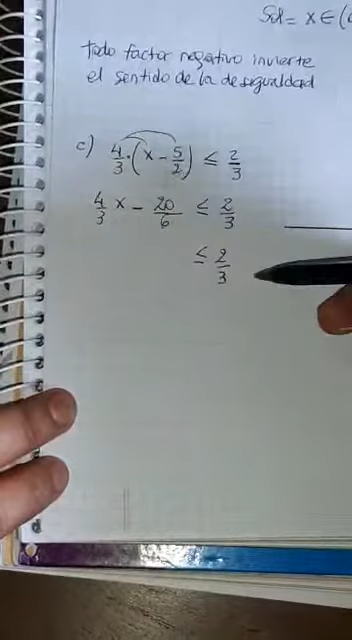 Sol = x ∈ (
todo factor negativo invierte
el sentido de la desigualdad
c) 4/3 · (x - 5/2) ≤ 2/3
4/3 x - 20/6 ≤ 2/3
≤ 2/3